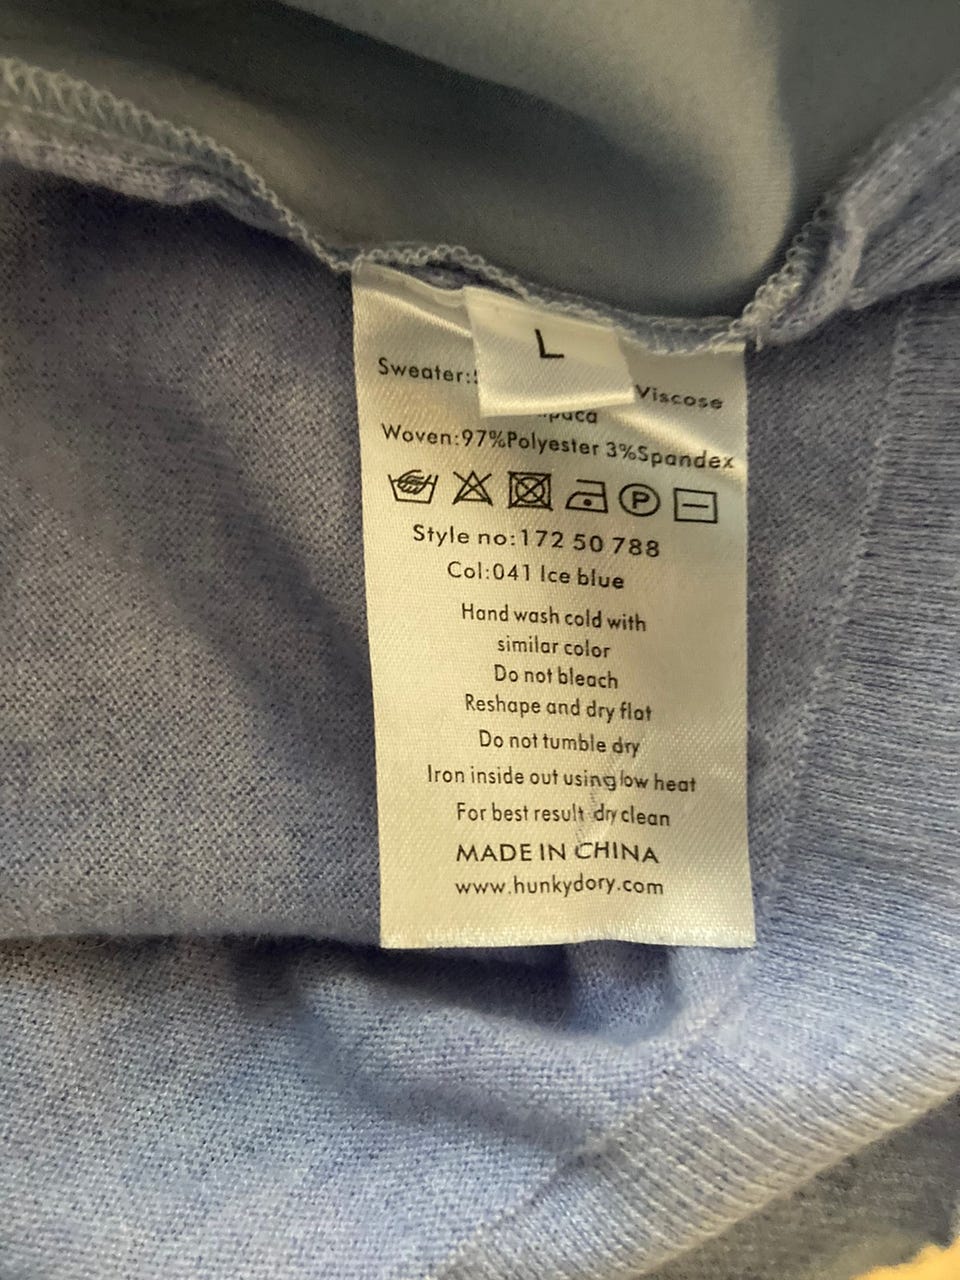 L
Sweater: Viscose
Woven:97%Polyester 3%Spandex
P
Style no:172 50 788
Col:041 Ice blue
Hand wash cold with
similar color
Do not bleach
Reshape and dry flat
Do not tumble dry
Iron inside out using low heat
For best result dry clean
MADE IN CHINA
www.hunkydory.com